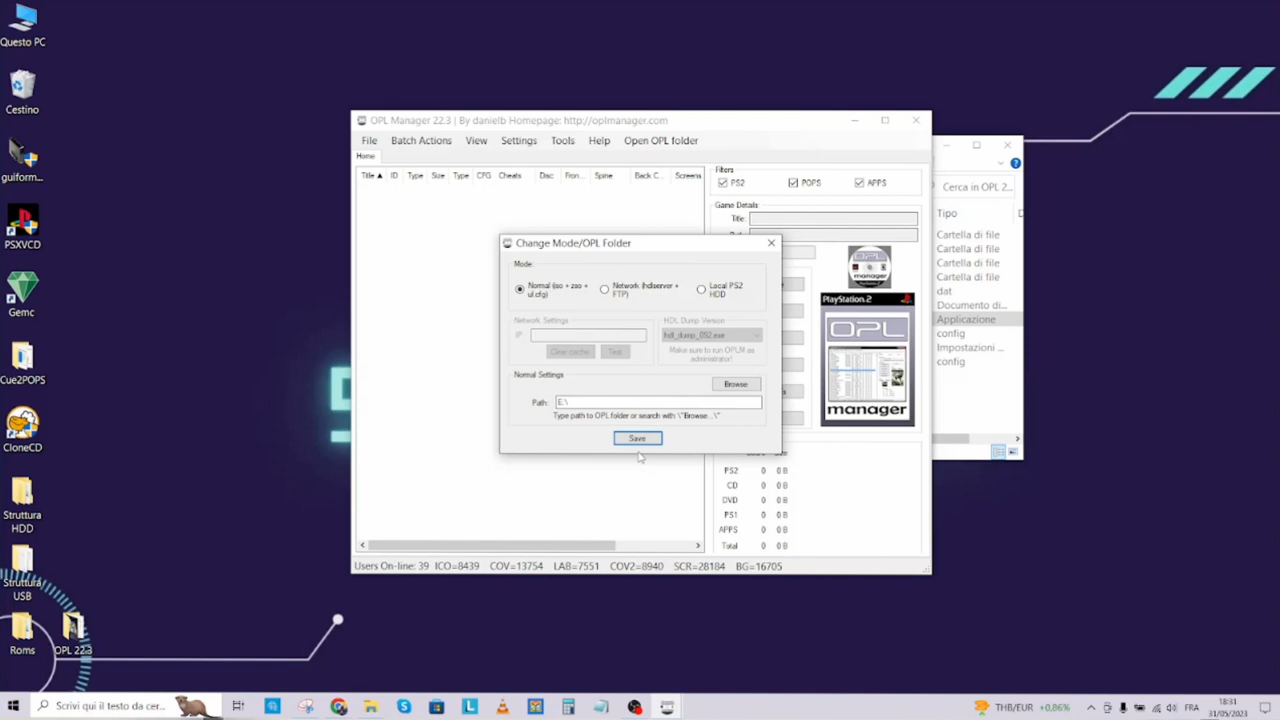 Questo PC
Cestino
guiform...
PSXVCD
Gemc
Cue2POPS
CloneCD
Struttura
HDD
Struttura
USB
Roms
OPL 22.3
OPL Manager 22.3 | By danielb Homepage: http://oplmanager.com
File Batch Actions View Settings Tools Help Open OPL folder
Home
Title ID Type Size Type CFG Cheats Disc Fron... Spine Back C... Screens
Filters
PS2 POPS APPS
Game Details
Title:
PlayStation.2
OPL
manager
PS2 0 0 B
CD 0 0 B
DVD 0 0 B
PS1 0 0 B
APPS 0 0 B
Total 0 0 B
Users On-line: 39 ICO=8439 COV=13754 LAB=7551 COV2=8940 SCR=28184 BG=16705
Change Mode/OPL Folder
Mode:
Normal (iso + zso +
ul.cfg)
Network (hdlserver +
FTP)
Local PS2
HDD
Network Settings
IP
Clear cache Test
HDL Dump Version
hdl_dump_092.exe
Make sure to run OPLM as
administrator!
Normal Settings
Browse
Path: E:\
Type path to OPL folder or search with \"Browse...\"
Save
Cerca in OPL 2...
Tipo
Cartella di file
Cartella di file
Cartella di file
Cartella di file
dat
Documento di...
Applicazione
config
Impostazioni ...
config
Scrivi qui il testo da cer...
THB/EUR +0,86%
FRA
18:31
31/05/2023